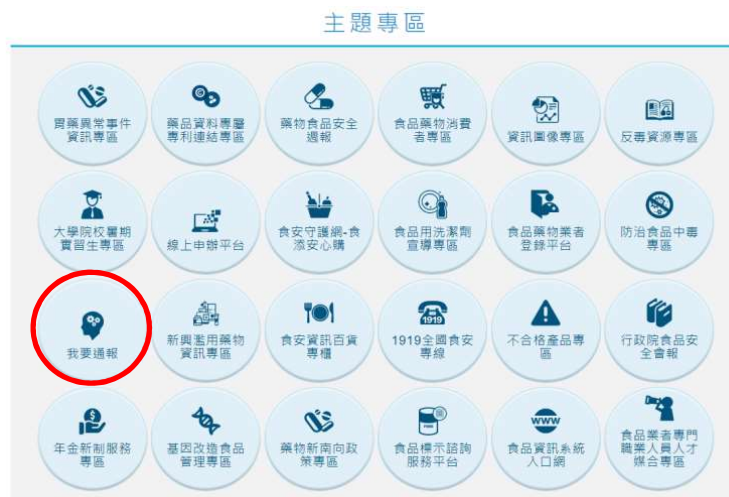 主題專區
胃藥異常事件
資訊專區
藥品資料專屬
專利連結專區
藥物食品安全
週報
食品藥物消費
者專區
資訊圖像專區
反毒資源專區
大學院校暑期
實習生專區
線上申辦平台
食安守護網-食
添安心購
食品用洗潔劑
宣導專區
食品藥物業者
登錄平台
防治食品中毒
專區
我要通報
新興濫用藥物
資訊專區
食安資訊百貨
專櫃
1919
1919全國食安
專線
不合格產品專
區
行政院食品安
全會報
年金新制服務
專區
基因改造食品
管理專區
藥物新南向政
策專區
食品標示諮詢
服務平台
www
食品資訊系統
入口網
食品業者專門
職業人員人才
媒合專區